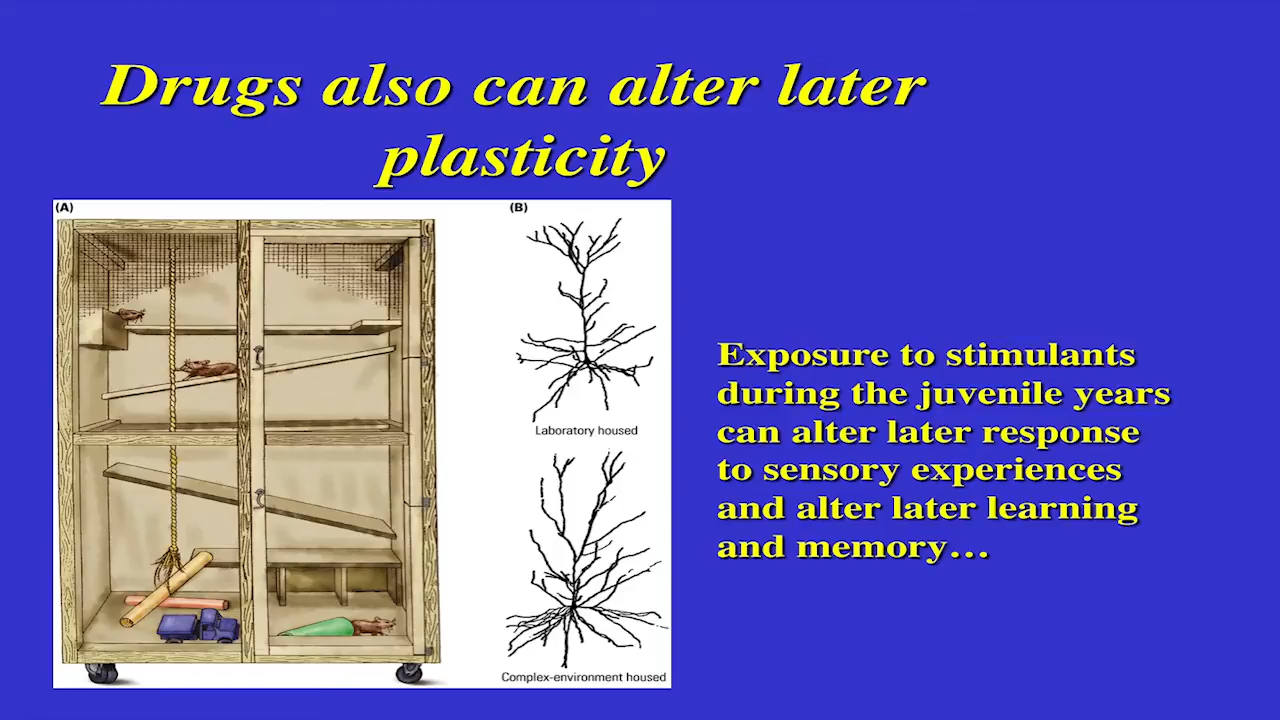 Drugs also can alter later
plasticity
(A)
(B)
Laboratory housed
Complex-environment housed
Exposure to stimulants
during the juvenile years
can alter later response
to sensory experiences
and alter later learning
and memory…